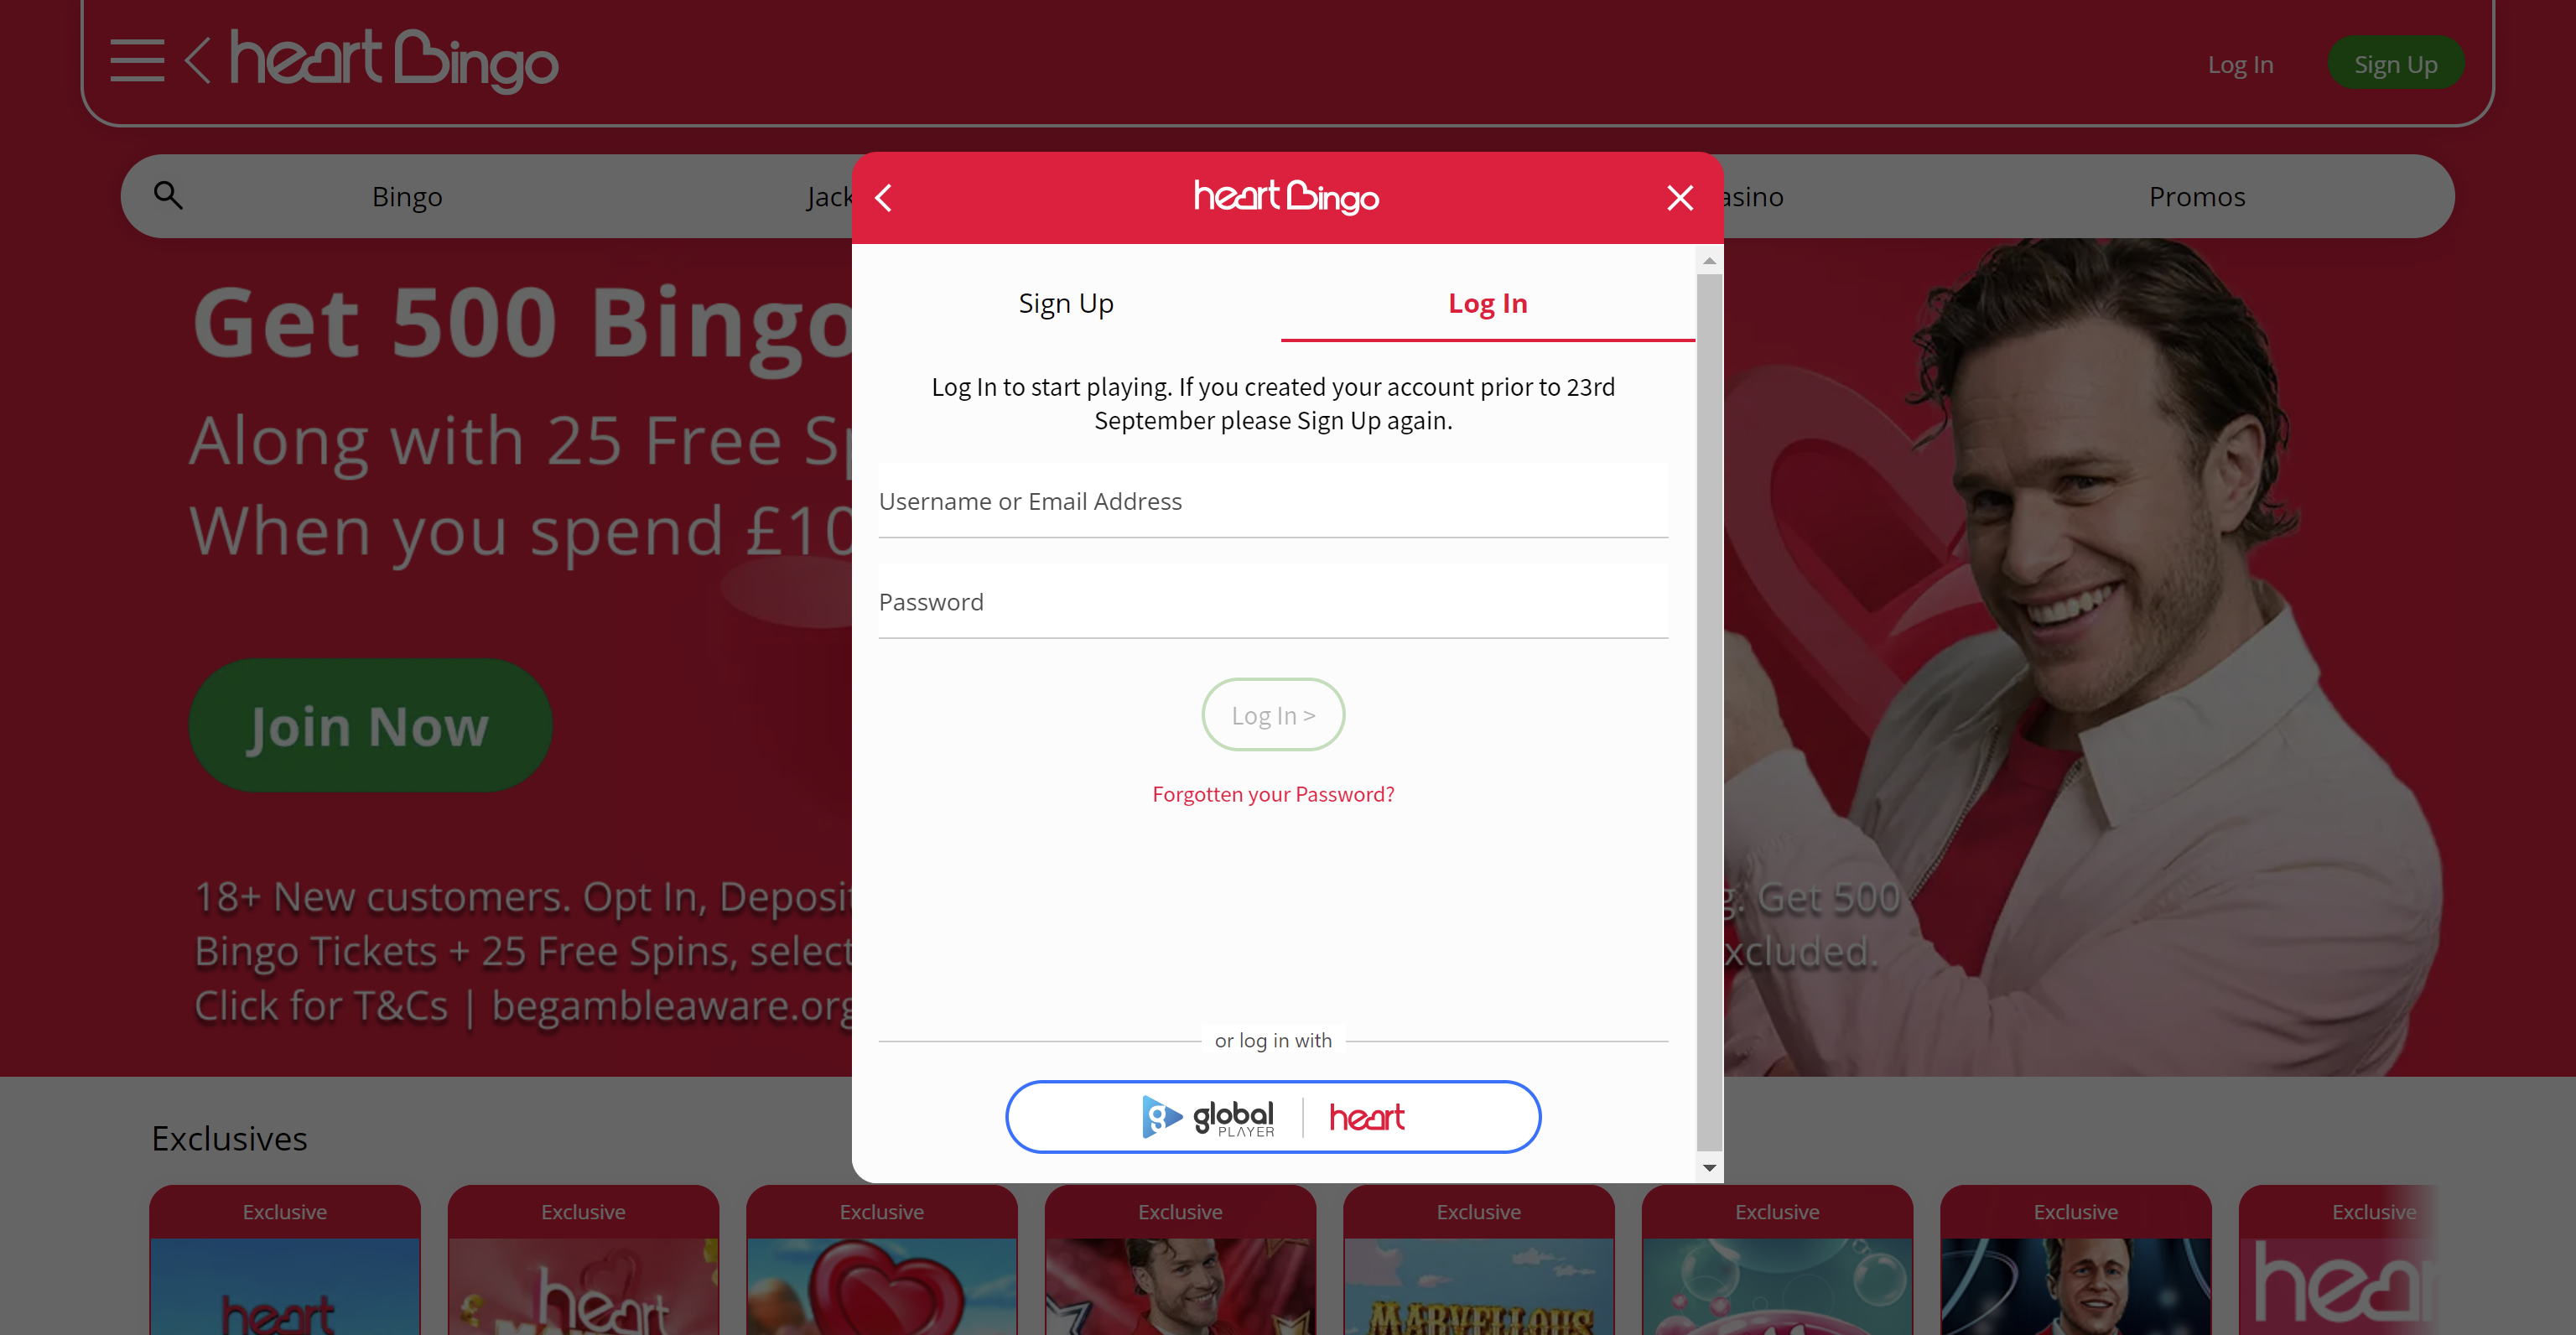 heart Bingo
Log In
Sign Up
Bingo
Jack
asino
Promos
Get 500 Bingo
Along with 25 Free Sp
When you spend £10
Join Now
18+ New customers. Opt In, Deposit
g. Get 500
Bingo Tickets + 25 Free Spins, select
xcluded.
Click for T&Cs | begambleaware.org
heart Bingo
Sign Up
Log In
Log In to start playing. If you created your account prior to 23rd
September please Sign Up again.
Username or Email Address
Password
Log In >
Forgotten your Password?
or log in with
global PLAYER
heart
Exclusives
Exclusive
Exclusive
Exclusive
Exclusive
Exclusive
Exclusive
Exclusive
Exclusive
heart
heart
MARVELLOUS
hear